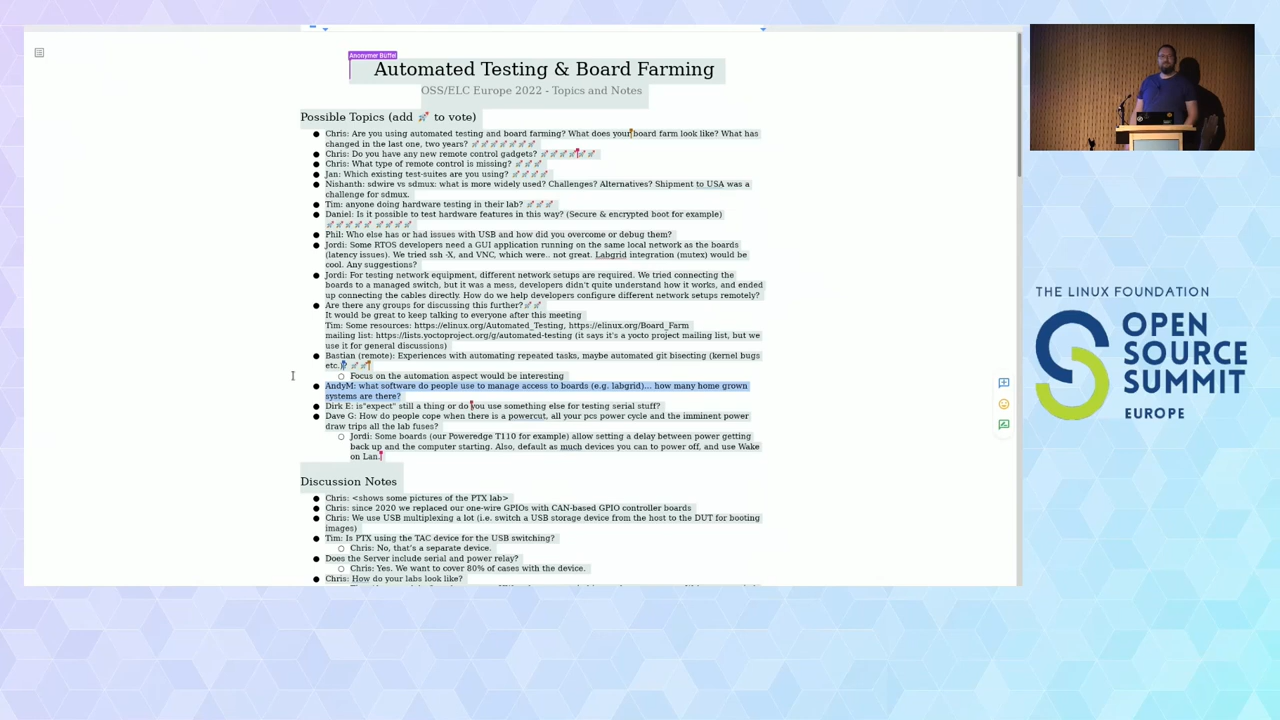 Anonymer Büffel
Automated Testing & Board Farming
OSS/ELC Europe 2022 - Topics and Notes
Possible Topics (add 🚀 to vote)
● Chris: Are you using automated testing and board farming? What does your board farm look like? What has
changed in the last one, two years? 🚀🚀🚀🚀🚀🚀🚀
● Chris: Do you have any new remote control gadgets? 🚀🚀🚀🚀🚀🚀
● Chris: What type of remote control is missing? 🚀🚀🚀
● Jan: Which existing test-suites are you using? 🚀🚀🚀🚀
● Nishanth: sdwire vs sdmux: what is more widely used? Challenges? Alternatives? Shipment to USA was a
challenge for sdmux.
● Tim: anyone doing hardware testing in their lab? 🚀🚀🚀
● Daniel: Is it possible to test hardware features in this way? (Secure & encrypted boot for example)
🚀🚀🚀🚀🚀 🚀🚀🚀🚀
● Phil: Who else has or had issues with USB and how did you overcome or debug them?
● Jordi: Some RTOS developers need a GUI application running on the same local network as the boards
(latency issues). We tried ssh -X, and VNC, which were.. not great. Labgrid integration (mutex) would be
cool. Any suggestions?
● Jordi: For testing network equipment, different network setups are required. We tried connecting the
boards to a managed switch, but it was a mess, developers didn't quite understand how it works, and ended
up connecting the cables directly. How do we help developers configure different network setups remotely?
● Are there any groups for discussing this further?🚀🚀
It would be great to keep talking to everyone after this meeting
Tim: Some resources: https://elinux.org/Automated_Testing, https://elinux.org/Board_Farm
mailing list: https://lists.yoctoproject.org/g/automated-testing (it says it's a yocto project mailing list, but we
use it for general discussions)
● Bastian (remote): Experiences with automating repeated tasks, maybe automated git bisecting (kernel bugs
etc.) 🚀🚀
○ Focus on the automation aspect would be interesting
● AndyM: what software do people use to manage access to boards (e.g. labgrid)... how many home grown
systems are there?
● Dirk E: is"expect" still a thing or do you use something else for testing serial stuff?
● Dave G: How do people cope when there is a powercut, all your pcs power cycle and the imminent power
draw trips all the lab fuses?
○ Jordi: Some boards (our Poweredge T110 for example) allow setting a delay between power getting
back up and the computer starting. Also, default as much devices you can to power off, and use Wake
on Lan.
Discussion Notes
● Chris: <shows some pictures of the PTX lab>
● Chris: since 2020 we replaced our one-wire GPIOs with CAN-based GPIO controller boards
● Chris: We use USB multiplexing a lot (i.e. switch a USB storage device from the host to the DUT for booting
images)
● Tim: Is PTX using the TAC device for the USB switching?
○ Chris: No, that's a separate device.
● Does the Server include serial and power relay?
○ Chris: Yes. We want to cover 80% of cases with the device.
● Chris: How do your labs look like?
THE LINUX FOUNDATION
OPEN
SOURCE
SUMMIT
EUROPE